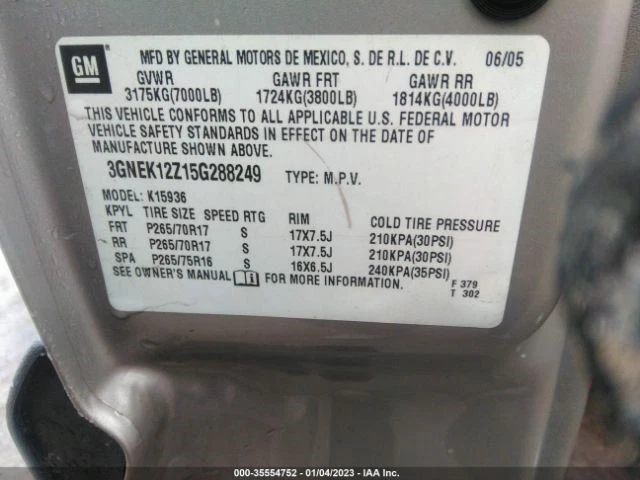 GM
MFD BY GENERAL MOTORS DE MEXICO, S. DE R.L. DE C.V. 06/05
GVWR GAWR FRT GAWR RR
3175KG(7000LB) 1724KG(3800LB) 1814KG(4000LB)
THIS VEHICLE CONFORMS TO ALL APPLICABLE U.S. FEDERAL MOTOR
VEHICLE SAFETY STANDARDS IN EFFECT ON THE DATE OF
MANUFACTURE SHOWN ABOVE.
3GNEK12Z15G288249 TYPE: M.P.V.
MODEL: K15936
KPYL TIRE SIZE SPEED RTG RIM COLD TIRE PRESSURE
FRT P265/70R17 S 17X7.5J 210KPA(30PSI)
RR P265/70R17 S 17X7.5J 210KPA(30PSI)
SPA P265/75R16 S 16X6.5J 240KPA(35PSI)
SEE OWNER'S MANUAL FOR MORE INFORMATION.
F 379
T 302
000-35554752 - 01/04/2023 - IAA Inc.